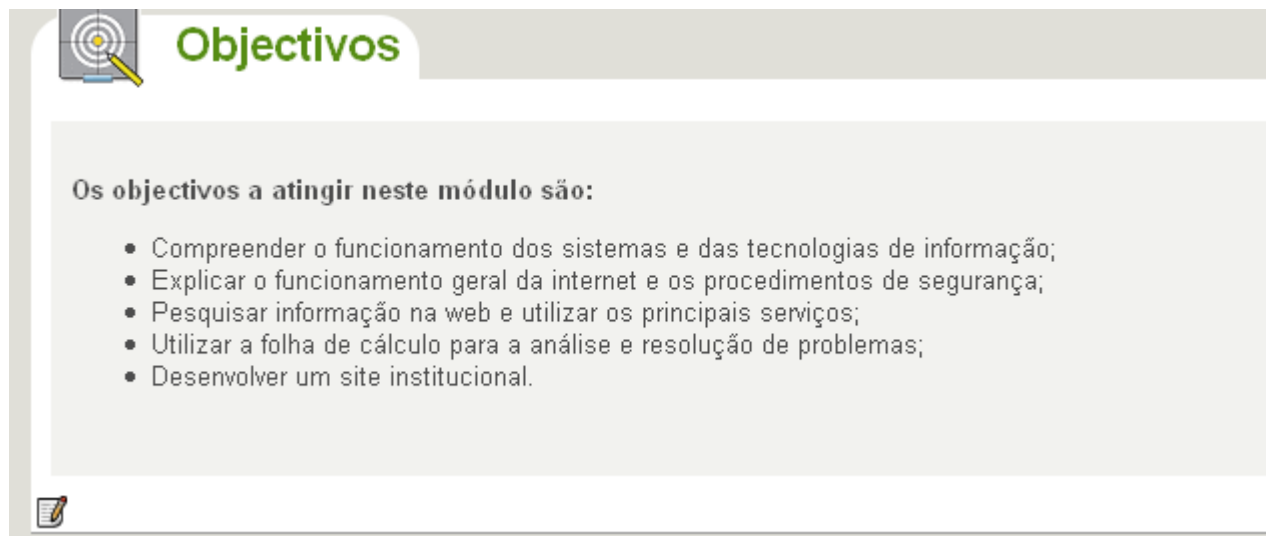 Objectivos
Os objectivos a atingir neste módulo são:
• Compreender o funcionamento dos sistemas e das tecnologias de informação;
• Explicar o funcionamento geral da internet e os procedimentos de segurança;
• Pesquisar informação na web e utilizar os principais serviços;
• Utilizar a folha de cálculo para a análise e resolução de problemas;
• Desenvolver um site institucional.